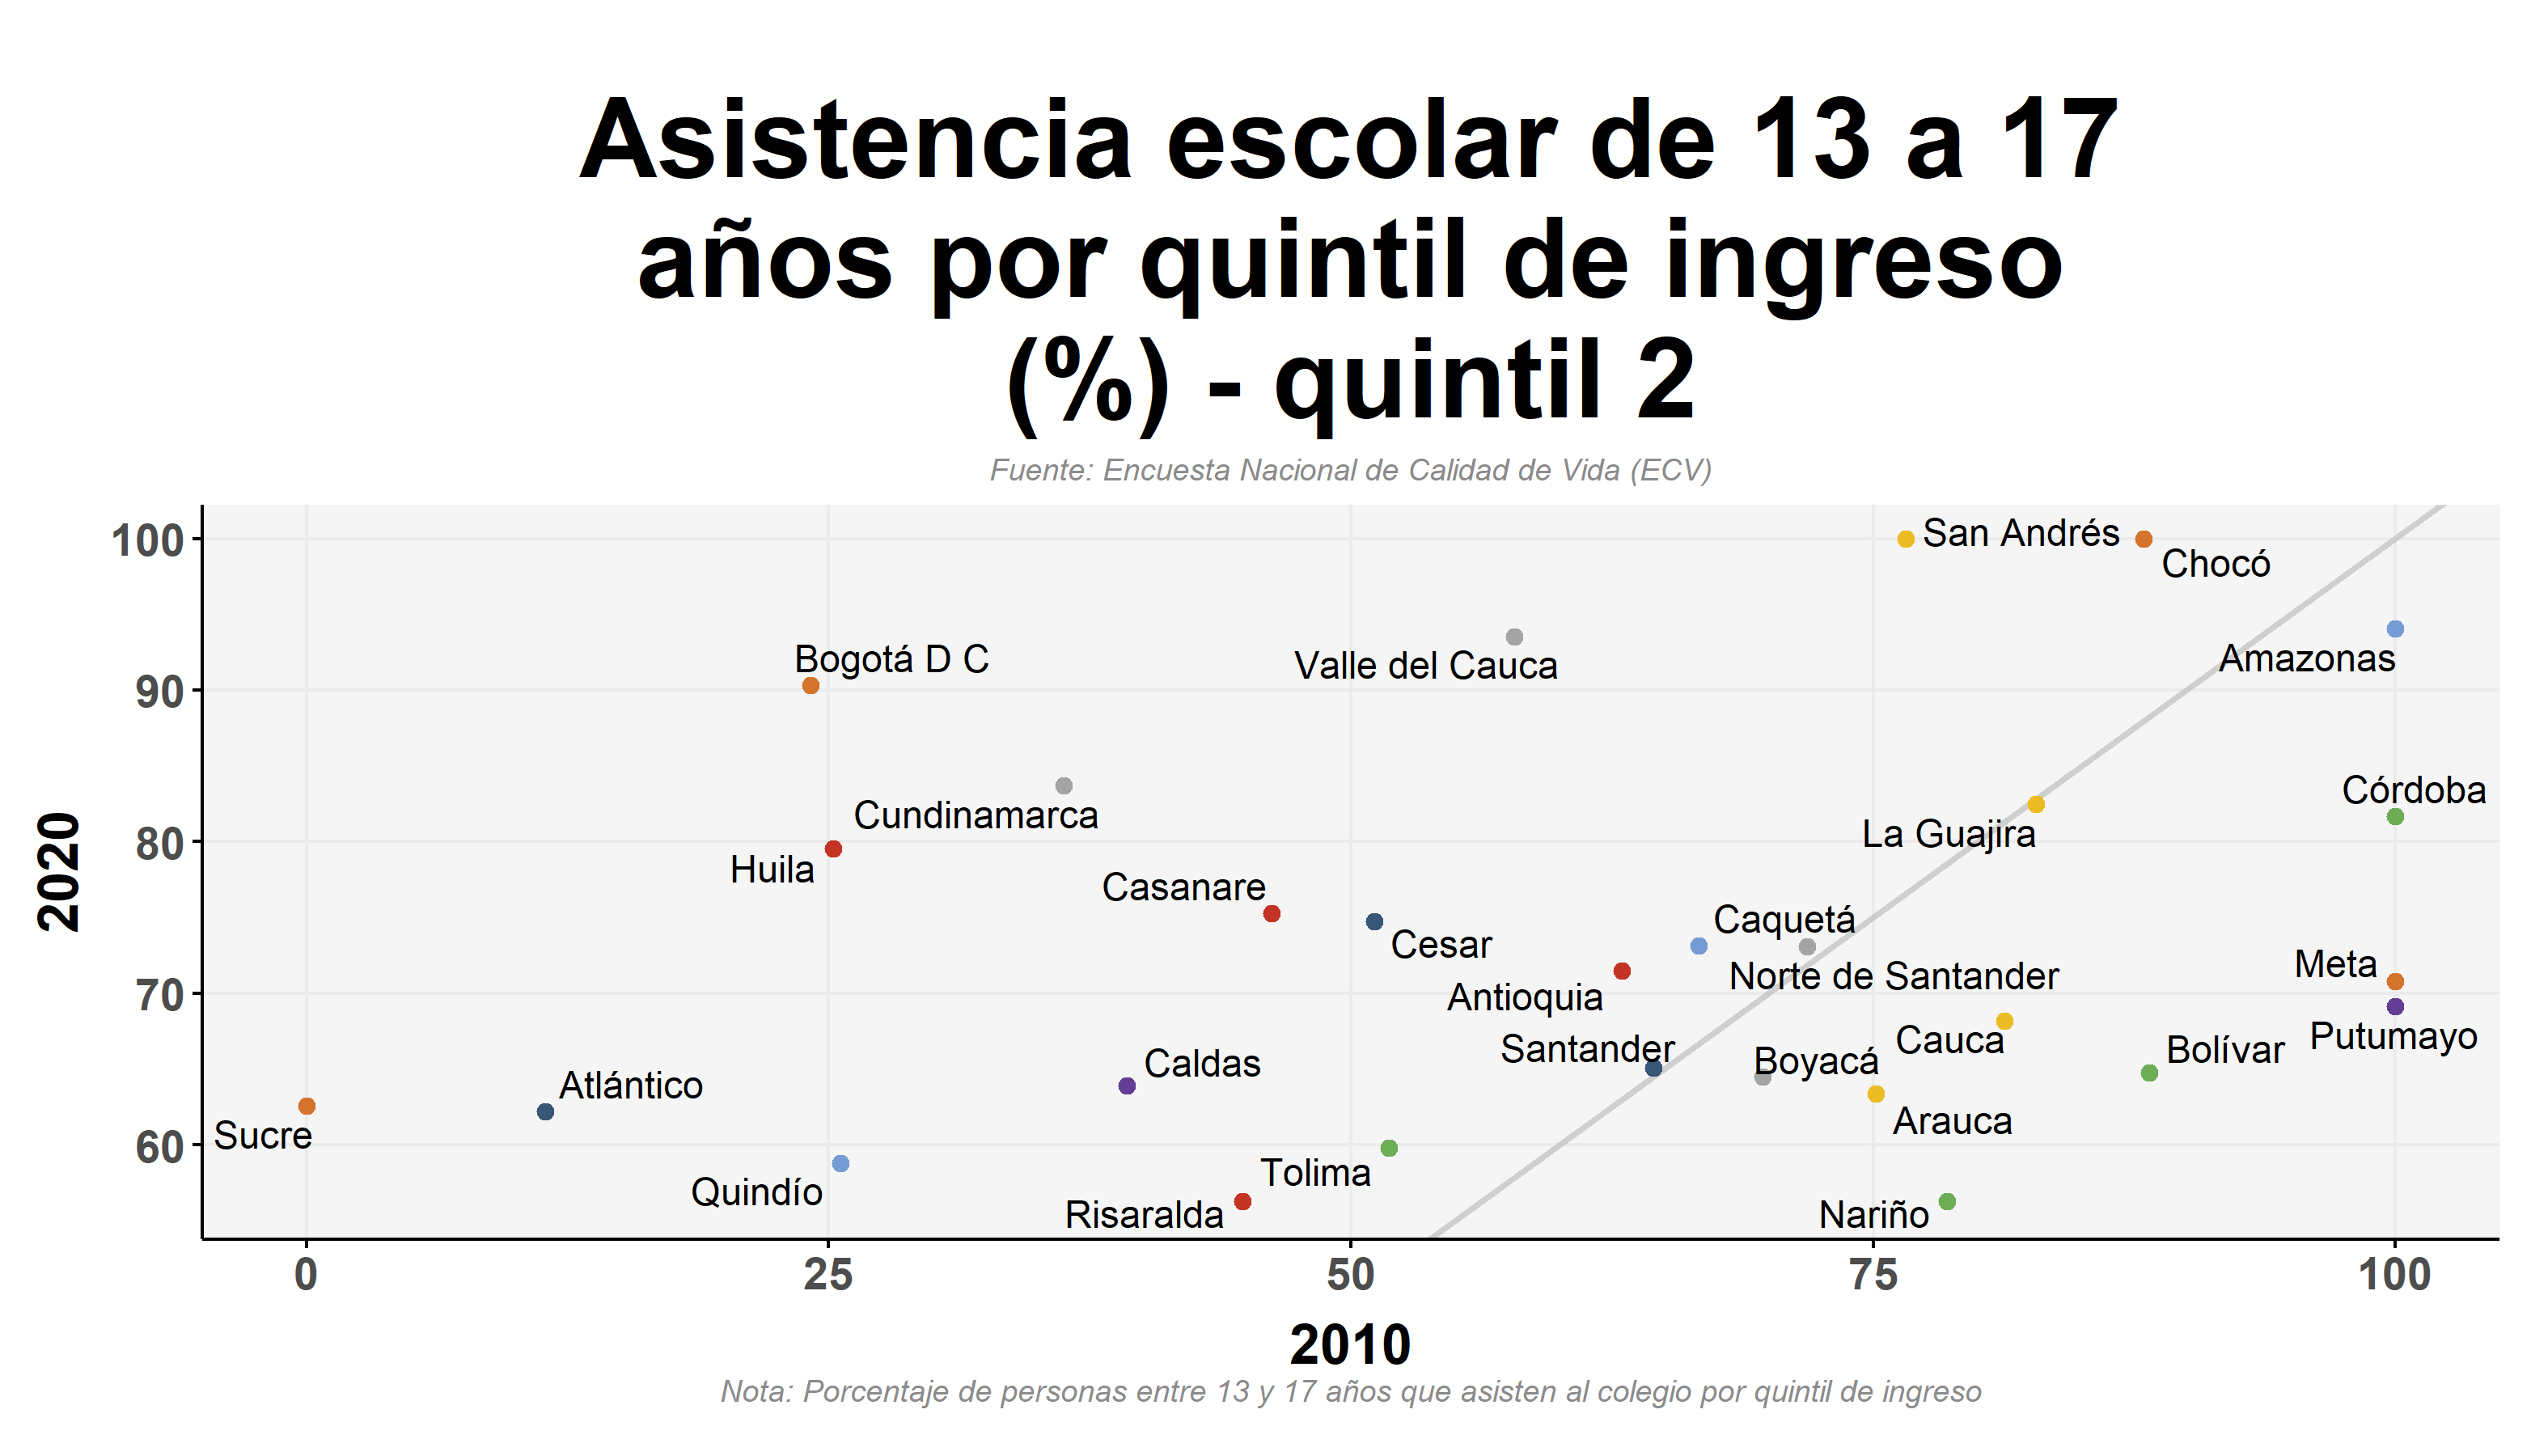 Asistencia escolar de 13 a 17
años por quintil de ingreso
(%) - quintil 2
Fuente: Encuesta Nacional de Calidad de Vida (ECV)
100
San Andrés
Chocó
Bogotá D C
Valle del Cauca
Amazonas
90
Cundinamarca
Córdoba
80
La Guajira
Huila
2020
Casanare
Caquetá
Cesar
Norte de Santander
Meta
70
Antioquia
Santander
Cauca
Bolívar
Putumayo
Caldas
Boyacá
Atlántico
Arauca
Sucre
60
Tolima
Quindío
Risaralda
Nariño
0 25 50 75 100
2010
Nota: Porcentaje de personas entre 13 y 17 años que asisten al colegio por quintil de ingreso